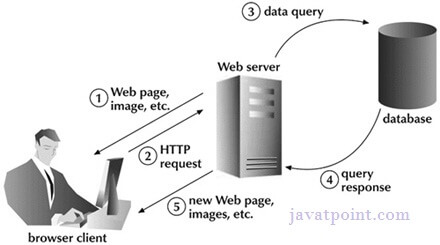 ③ data query
Web server
① Web page,
image, etc.
database
② HTTP
request
④ query
response
⑤ new Web page,
images, etc.
javatpoint.com
browser client